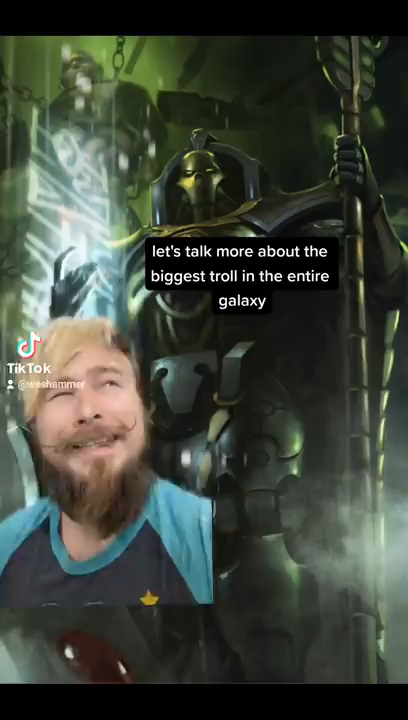 let's talk more about the
biggest troll in the entire
galaxy
TikTok